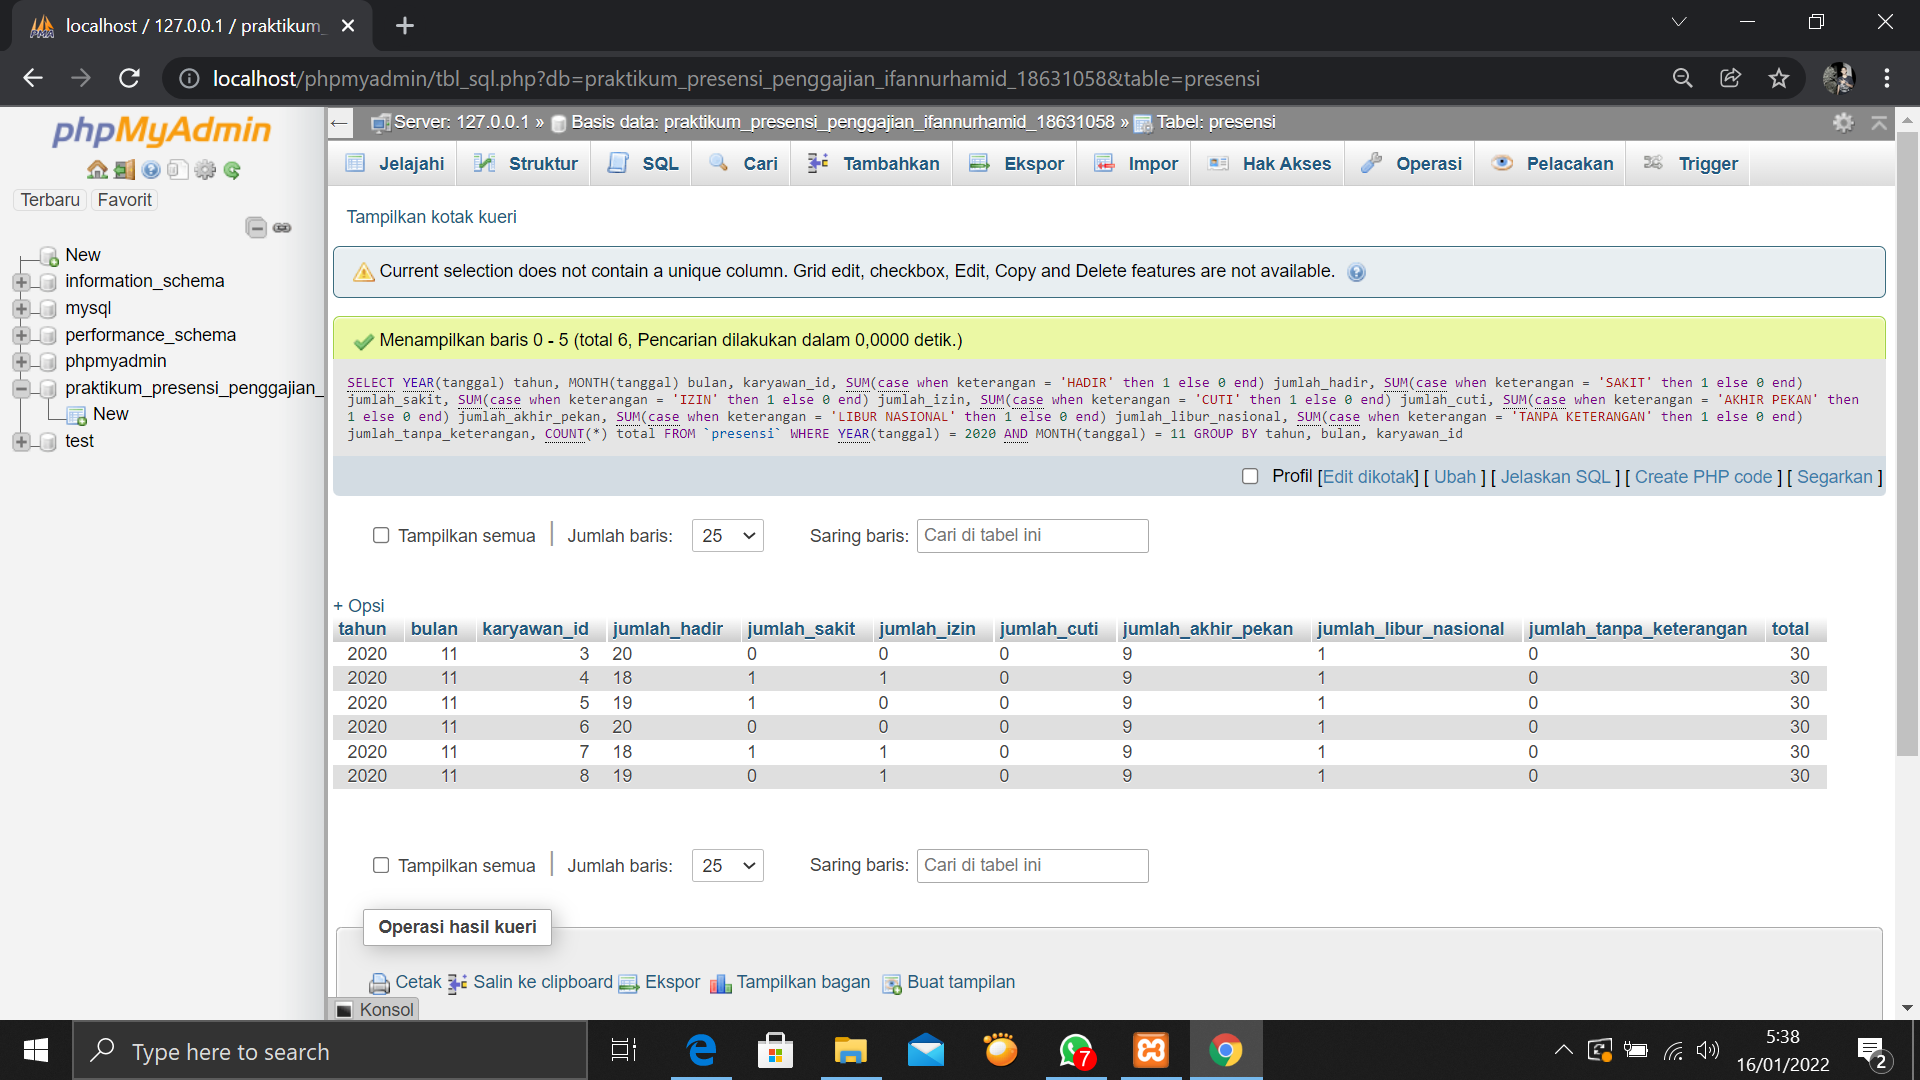 localhost / 127.0.0.1 / praktikum_
localhost/phpmyadmin/tbl_sql.php?db=praktikum_presensi_penggajian_ifannurhamid_18631058&table=presensi
phpMyAdmin
Terbaru Favorit
New
information_schema
mysql
performance_schema
phpmyadmin
praktikum_presensi_penggajian_
New
test
Server: 127.0.0.1 » Basis data: praktikum_presensi_penggajian_ifannurhamid_18631058 » Tabel: presensi
Jelajahi Struktur SQL Cari Tambahkan Ekspor Impor Hak Akses Operasi Pelacakan Trigger
Tampilkan kotak kueri
Current selection does not contain a unique column. Grid edit, checkbox, Edit, Copy and Delete features are not available.
Menampilkan baris 0 - 5 (total 6, Pencarian dilakukan dalam 0,0000 detik.)
SELECT YEAR(tanggal) tahun, MONTH(tanggal) bulan, karyawan_id, SUM(case when keterangan = 'HADIR' then 1 else 0 end) jumlah_hadir, SUM(case when keterangan = 'SAKIT' then 1 else 0 end)
jumlah_sakit, SUM(case when keterangan = 'IZIN' then 1 else 0 end) jumlah_izin, SUM(case when keterangan = 'CUTI' then 1 else 0 end) jumlah_cuti, SUM(case when keterangan = 'AKHIR PEKAN' then
1 else 0 end) jumlah_akhir_pekan, SUM(case when keterangan = 'LIBUR NASIONAL' then 1 else 0 end) jumlah_libur_nasional, SUM(case when keterangan = 'TANPA KETERANGAN' then 1 else 0 end)
jumlah_tanpa_keterangan, COUNT(*) total FROM `presensi` WHERE YEAR(tanggal) = 2020 AND MONTH(tanggal) = 11 GROUP BY tahun, bulan, karyawan_id
Profil [Edit dikotak] [ Ubah ] [ Jelaskan SQL ] [ Create PHP code ] [ Segarkan ]
Tampilkan semua Jumlah baris: 25 Saring baris: Cari di tabel ini
+ Opsi
tahun bulan karyawan_id jumlah_hadir jumlah_sakit jumlah_izin jumlah_cuti jumlah_akhir_pekan jumlah_libur_nasional jumlah_tanpa_keterangan total
2020 11 3 20 0 0 0 9 1 0 30
2020 11 4 18 1 1 0 9 1 0 30
2020 11 5 19 1 0 0 9 1 0 30
2020 11 6 20 0 0 0 9 1 0 30
2020 11 7 18 1 1 0 9 1 0 30
2020 11 8 19 0 1 0 9 1 0 30
Tampilkan semua Jumlah baris: 25 Saring baris: Cari di tabel ini
Operasi hasil kueri
Cetak Salin ke clipboard Ekspor Tampilkan bagan Buat tampilan
Konsol
Type here to search
7
5:38
16/01/2022
2